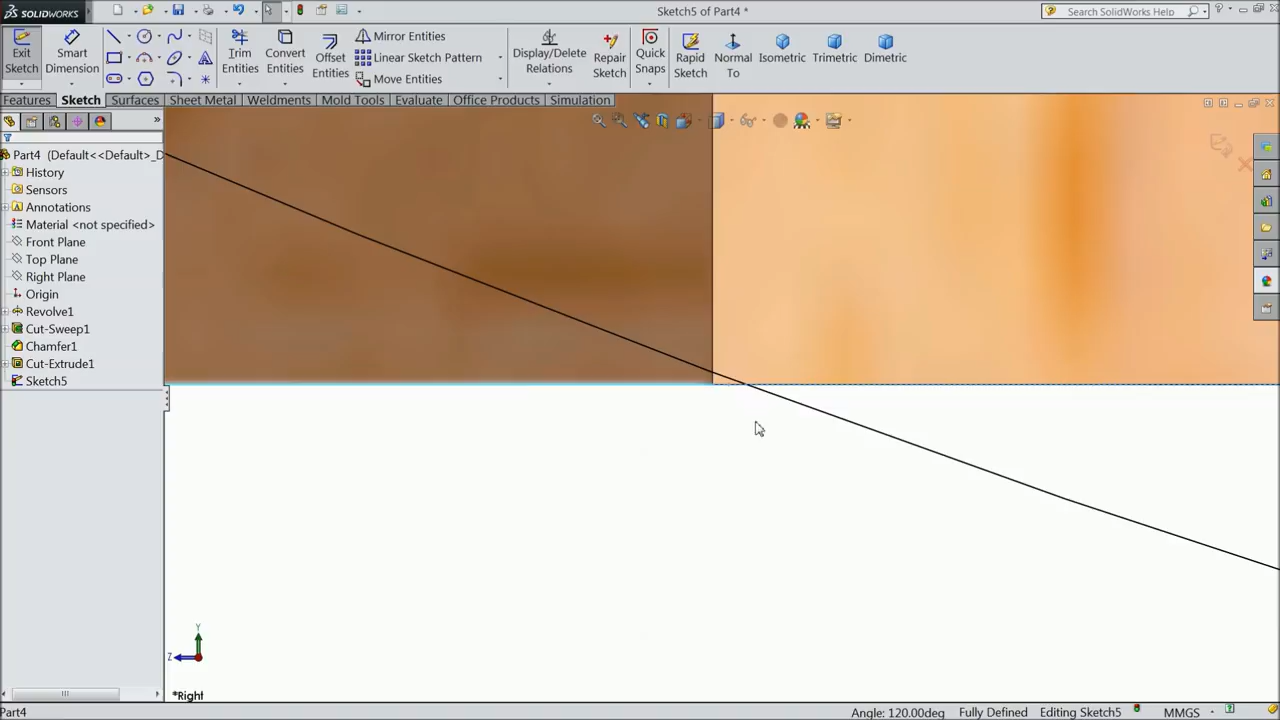 SOLIDWORKS
Sketch5 of Part4 *
Search SolidWorks Help
Exit Sketch
Smart Dimension
Trim Entities
Convert Entities
Offset Entities
Mirror Entities
Linear Sketch Pattern
Move Entities
Display/Delete Relations
Repair Sketch
Quick Snaps
Rapid Sketch
Normal To
Isometric
Trimetric
Dimetric
Features
Sketch
Surfaces
Sheet Metal
Weldments
Mold Tools
Evaluate
Office Products
Simulation
Part4 (Default<<Default>_D
History
Sensors
Annotations
Material <not specified>
Front Plane
Top Plane
Right Plane
Origin
Revolve1
Cut-Sweep1
Chamfer1
Cut-Extrude1
Sketch5
Y
Z
*Right
Part4
Angle: 120.00deg
Fully Defined
Editing Sketch5
MMGS